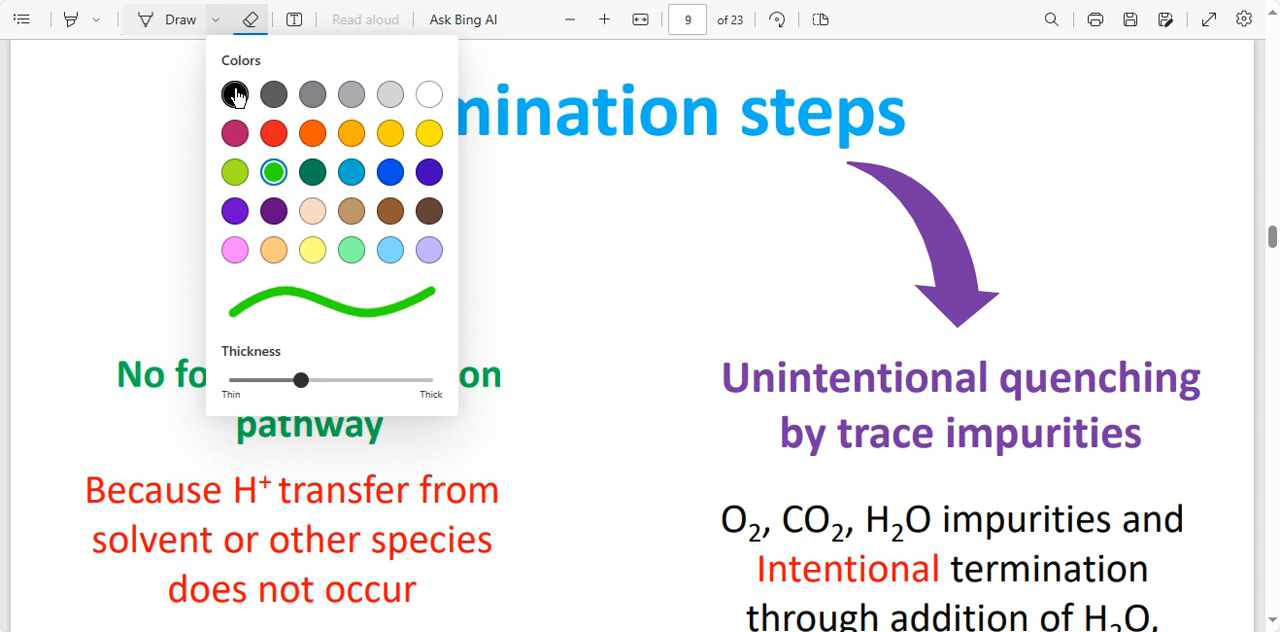 Draw
Read aloud
Ask Bing AI
9 of 23
Colors
Thickness
Thin Thick
mination steps
No fo on
pathway
Because H⁺ transfer from
solvent or other species
does not occur
Unintentional quenching
by trace impurities
O₂, CO₂, H₂O impurities and
Intentional termination
through addition of H₂O,